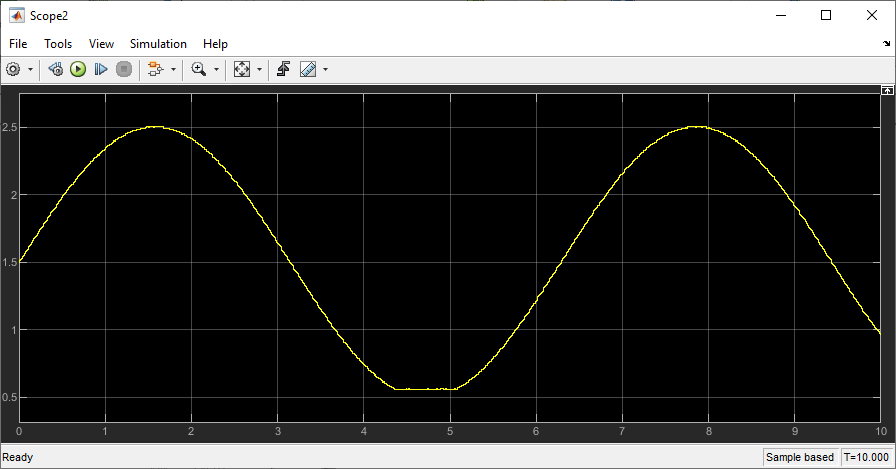 Scope2
File Tools View Simulation Help
2.5
2
1.5
1
0.5
0 1 2 3 4 5 6 7 8 9 10
Ready Sample based T=10.000